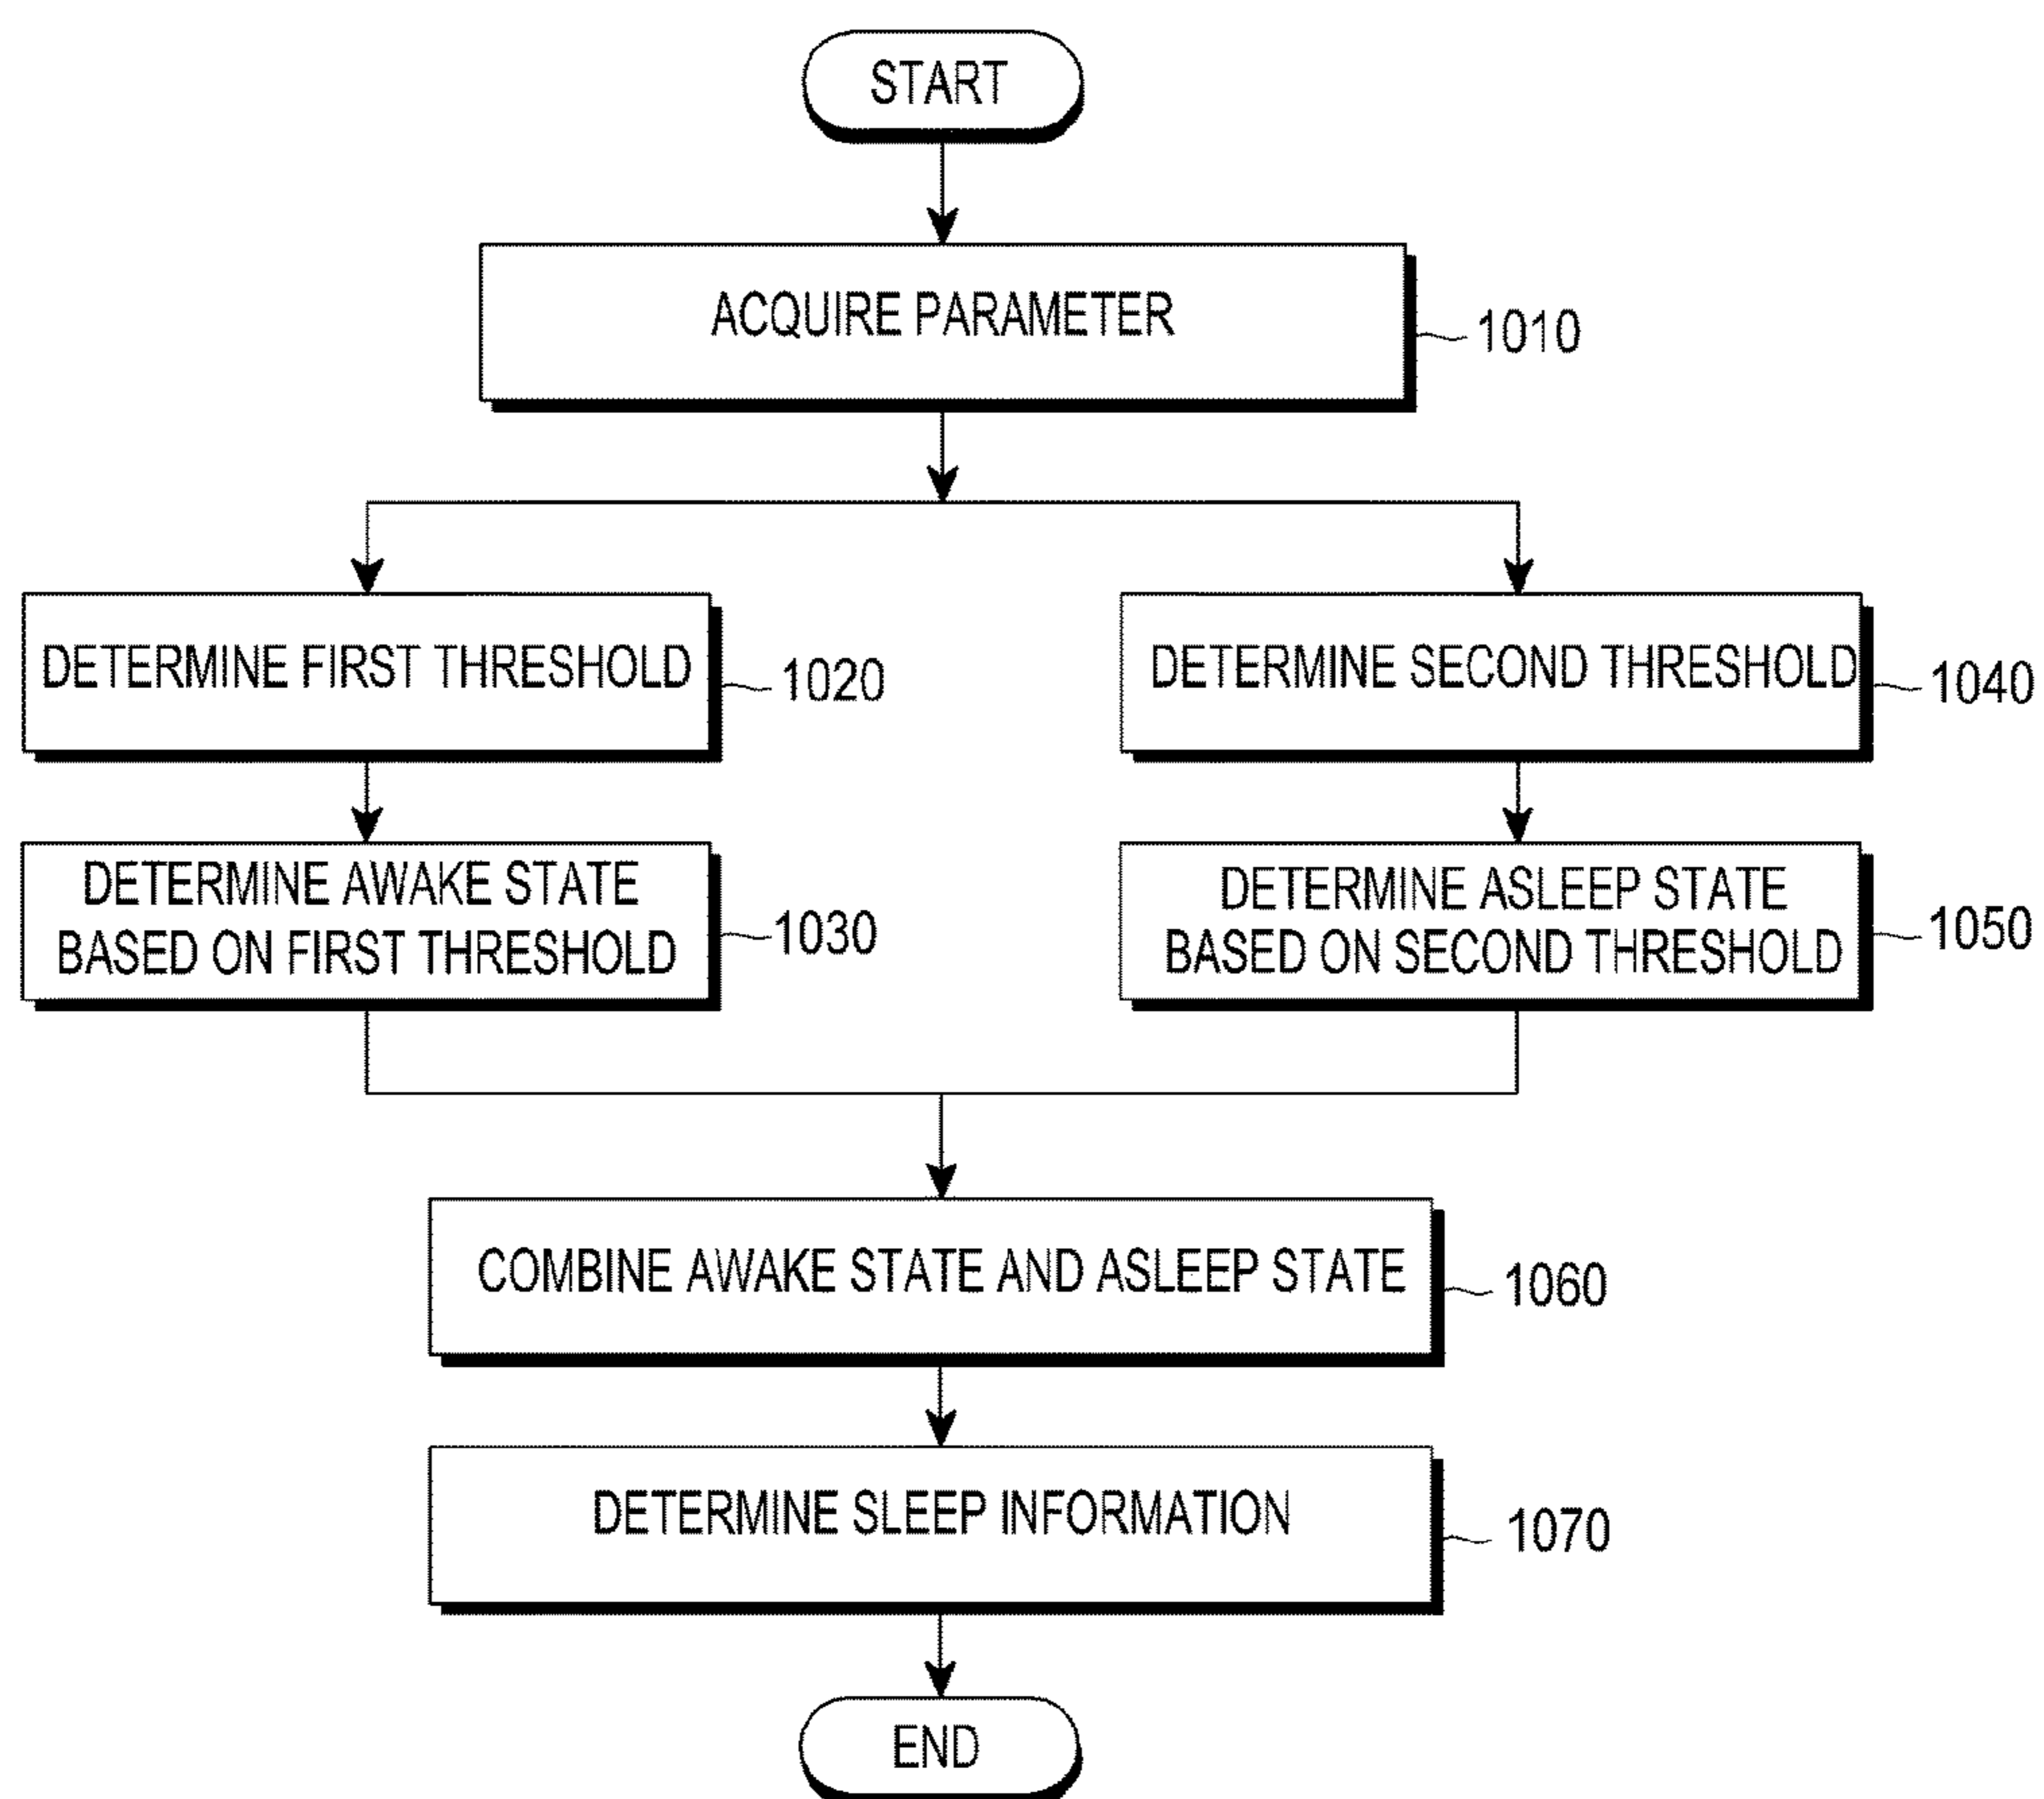 START
ACQUIRE PARAMETER
1010
DETERMINE FIRST THRESHOLD
1020
DETERMINE SECOND THRESHOLD
1040
DETERMINE AWAKE STATE
BASED ON FIRST THRESHOLD
1030
DETERMINE ASLEEP STATE
BASED ON SECOND THRESHOLD
1050
COMBINE AWAKE STATE AND ASLEEP STATE
1060
DETERMINE SLEEP INFORMATION
1070
END